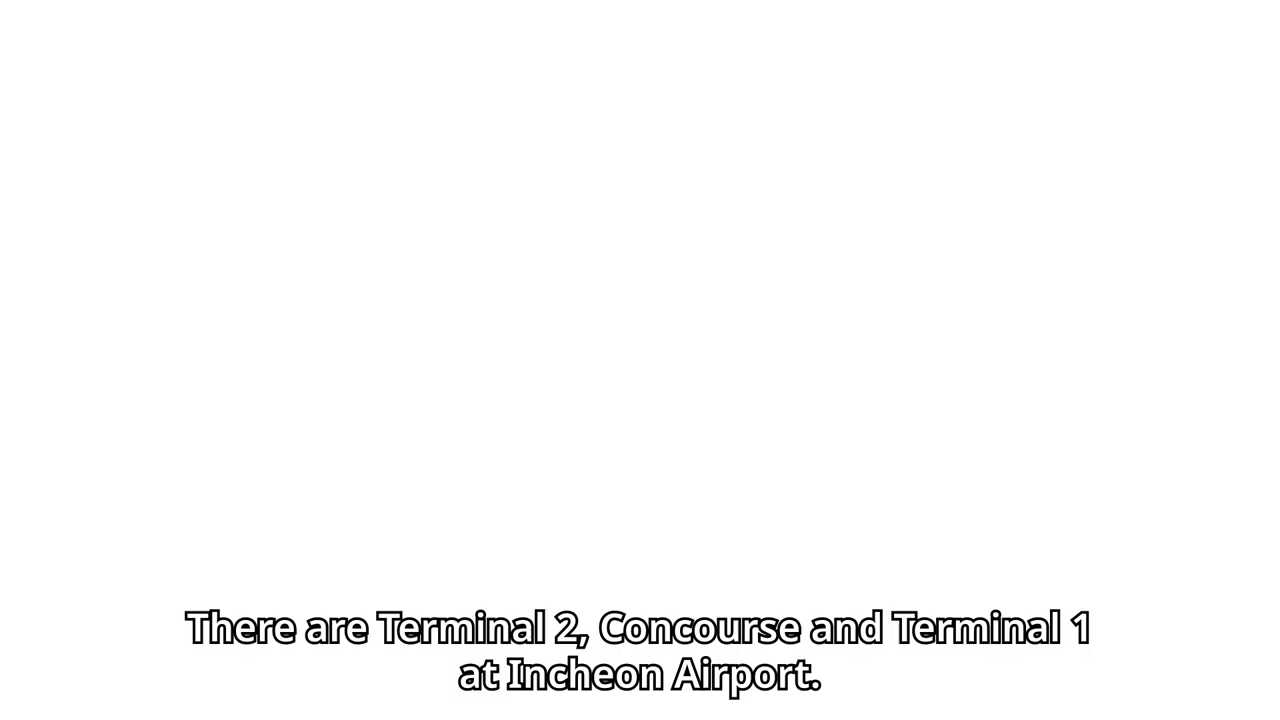 There are Terminal 2, Concourse and Terminal 1
at Incheon Airport.